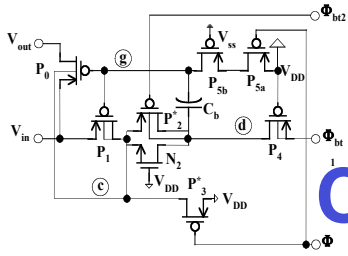 Φbt2
Vout
g
Vss
P0
VDD
P5b
P5a
Cb
Vin
P*2
d
P1
P4
Φbt
N2
VDD
1
c
P*3
VDD
Φ